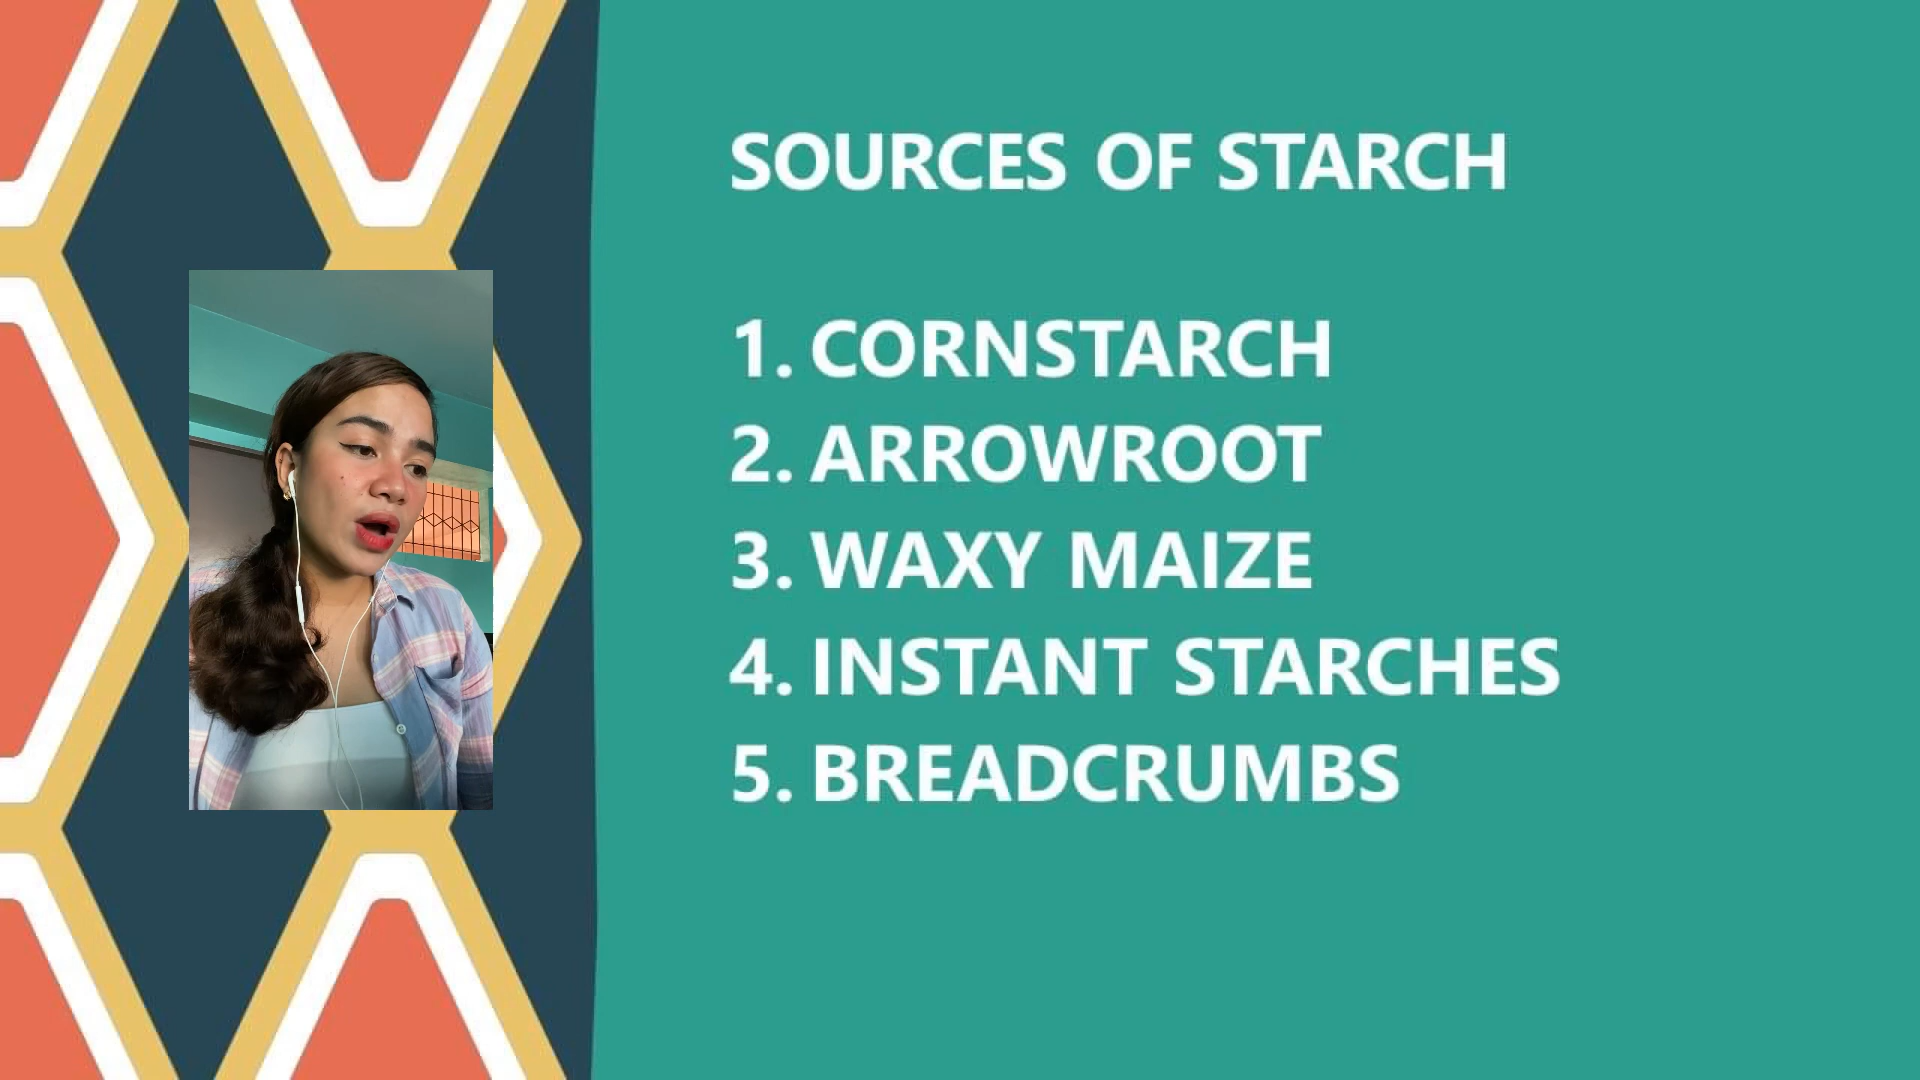 SOURCES OF STARCH
1. CORNSTARCH
2. ARROWROOT
3. WAXY MAIZE
4. INSTANT STARCHES
5. BREADCRUMBS